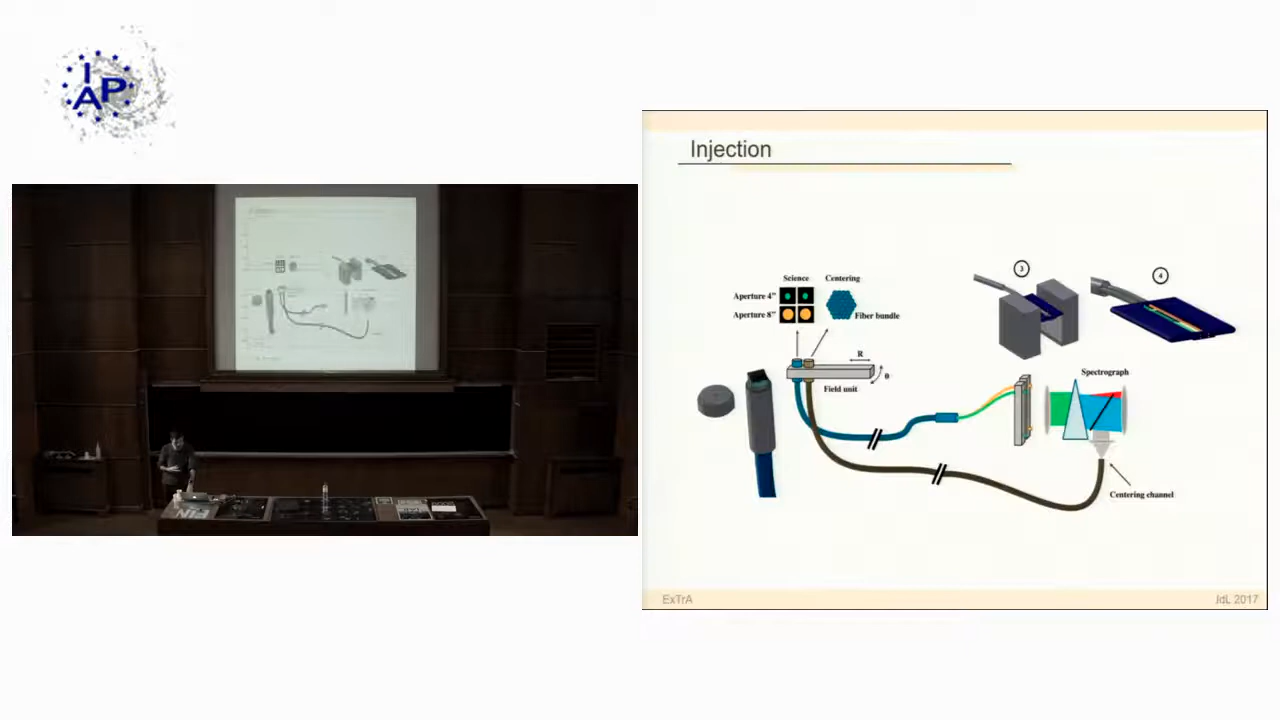 I
A P
Injection
Science
Centering
Aperture 4"
Aperture 8"
Fiber bundle
R
θ
Field unit
3
4
Spectrograph
Centering channel
ExTrA
JdL 2017